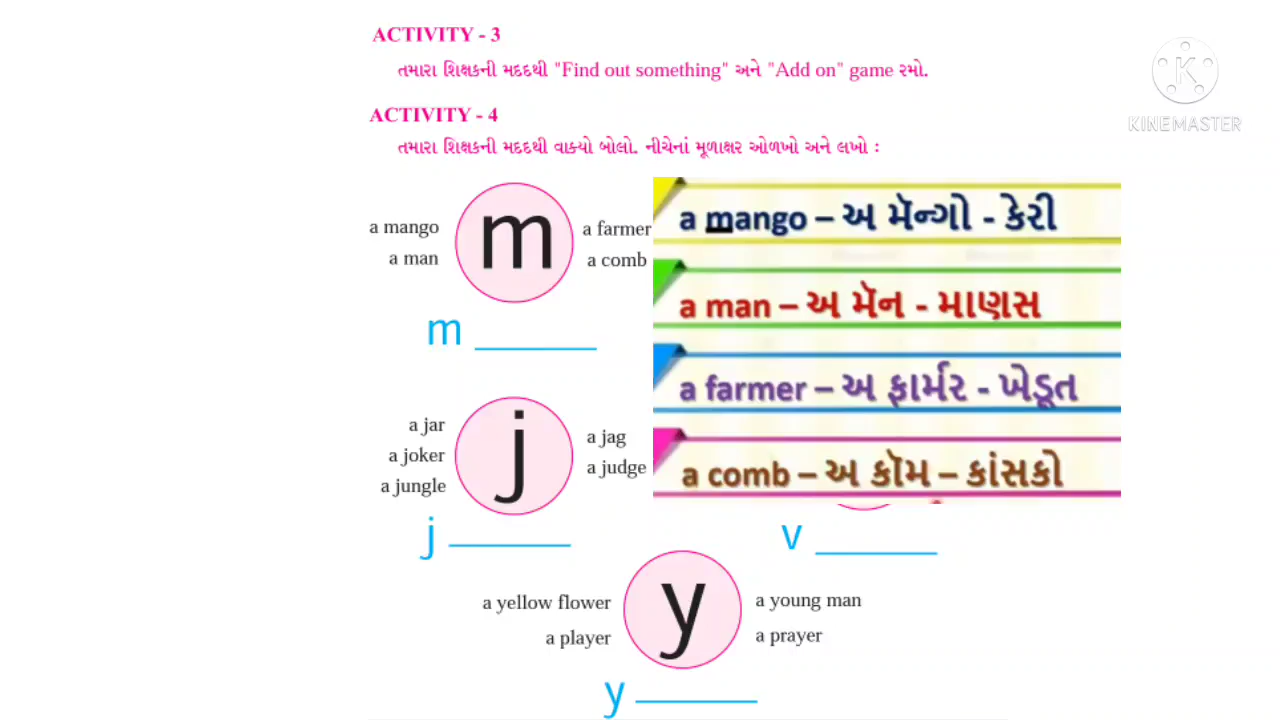 ACTIVITY - 3
તમારા શિક્ષકની મદદથી "Find out something" અને "Add on" game રમો.
KINEMASTER
ACTIVITY - 4
તમારા શિક્ષકની મદદથી વાક્યો બોલો. નીચેનાં મૂળાક્ષર ઓળખો અને લખો :
a mango
a man
m
a farmer
a comb
m
a mango – અ મૅન્ગો - કેરી
a man – અ મૅન - માણસ
a farmer – અ ફાર્મર - ખેડૂત
a comb – અ કૉમ – કાંસકો
a jar
a joker
a jungle
j
a jag
a judge
j
v
a yellow flower
a player
y
a young man
a prayer
y